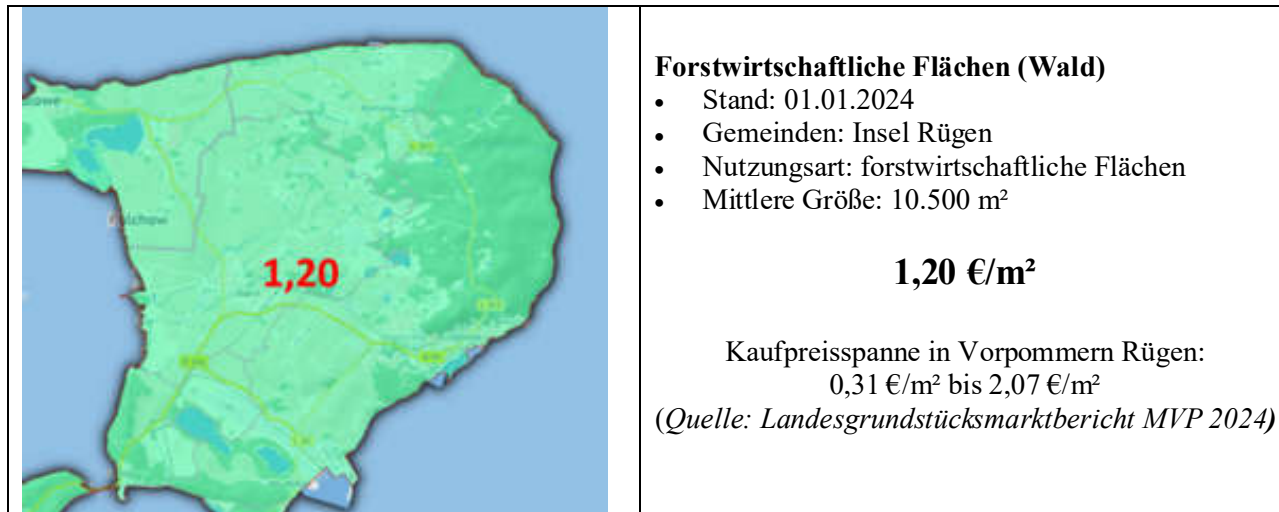 1,20
Forstwirtschaftliche Flächen (Wald)
• Stand: 01.01.2024
• Gemeinden: Insel Rügen
• Nutzungsart: forstwirtschaftliche Flächen
• Mittlere Größe: 10.500 m²
1,20 €/m²
Kaufpreisspanne in Vorpommern Rügen:
0,31 €/m² bis 2,07 €/m²
(Quelle: Landesgrundstücksmarktbericht MVP 2024)